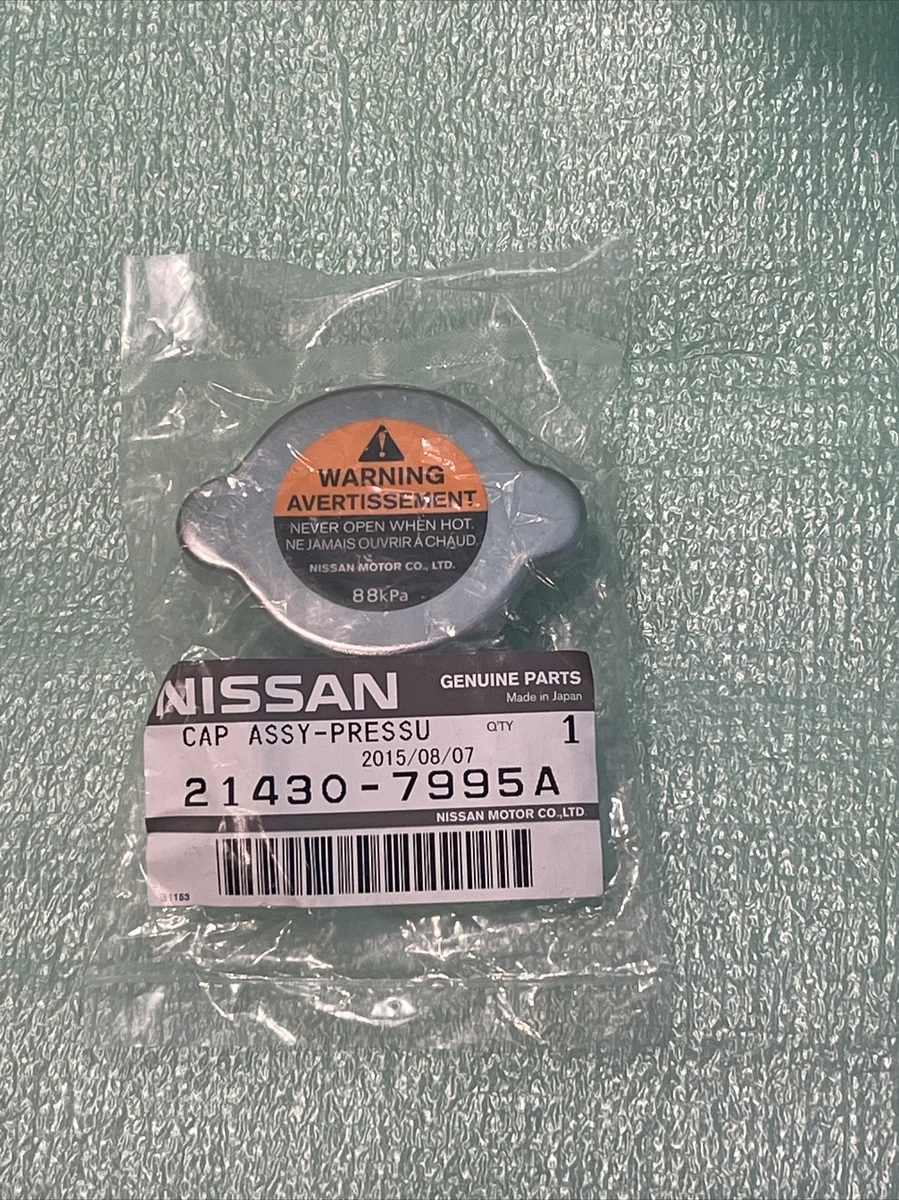 WARNING
AVERTISSEMENT
NEVER OPEN WHEN HOT.
NE JAMAIS OUVRIR À CHAUD.
NISSAN MOTOR CO., LTD.
88kPa
NISSAN GENUINE PARTS
Made in Japan
CAP ASSY-PRESSU Q'TY 1
2015/08/07
21430-7995A
NISSAN MOTOR CO.,LTD.